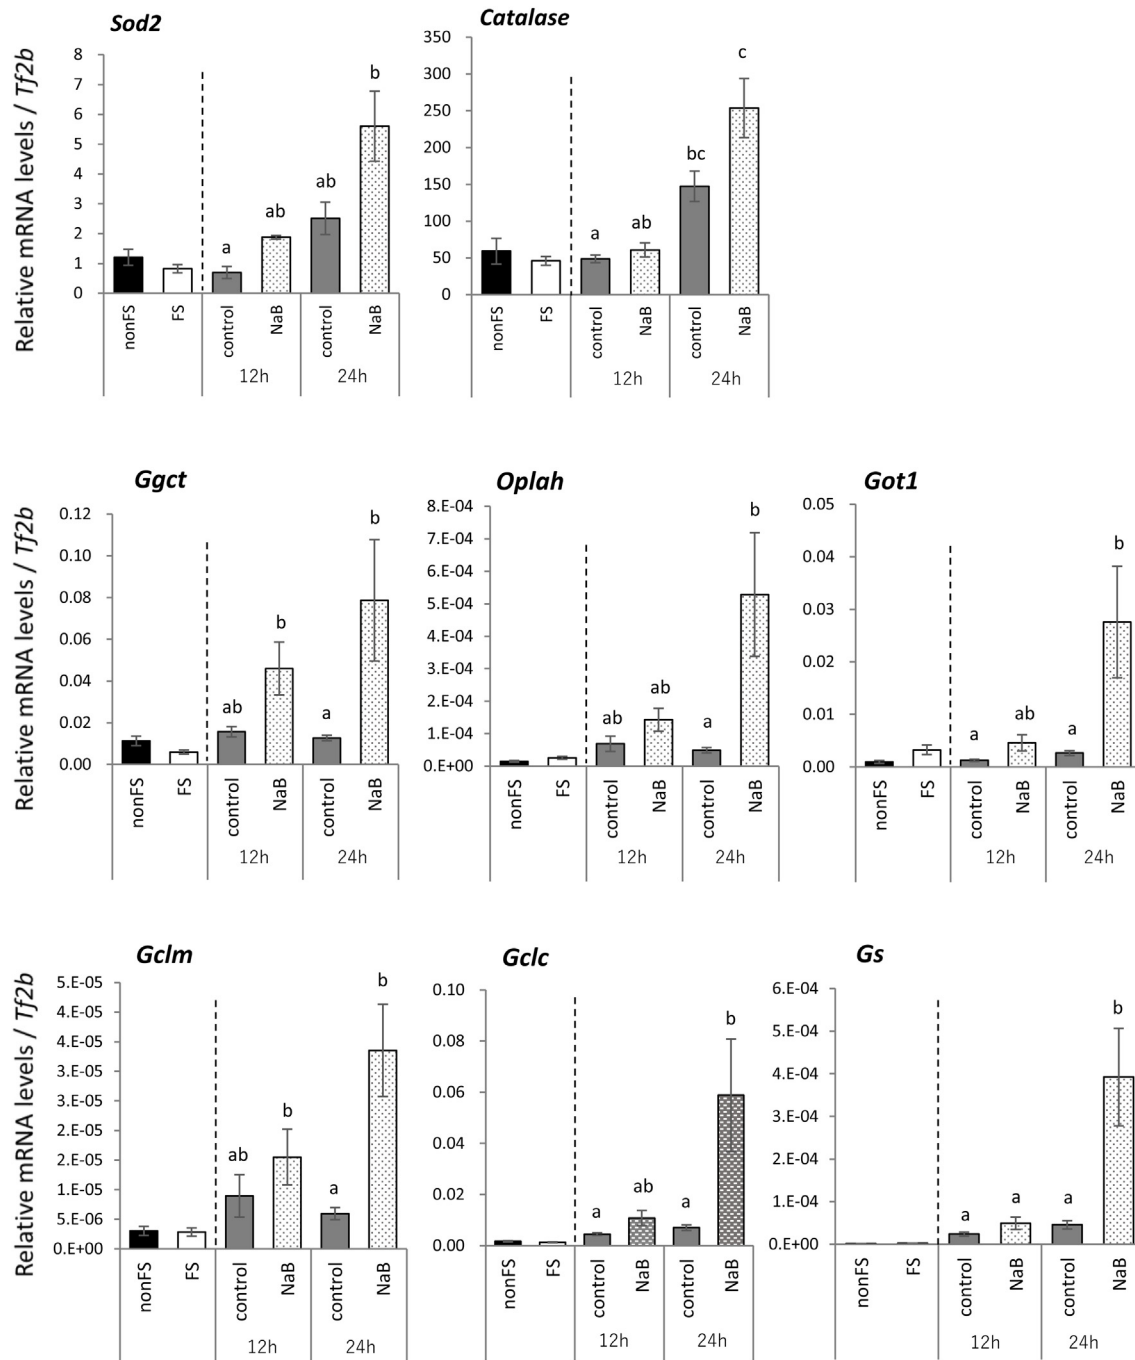 Sod2
Relative mRNA levels / Tf2b
8
7
6
5
4
3
2
1
0
a
ab
ab
b
nonFS
FS
control
NaB
control
NaB
12h
24h
Catalase
350
300
250
200
150
100
50
0
a
ab
bc
c
nonFS
FS
control
NaB
control
NaB
12h
24h
Ggct
Relative mRNA levels / Tf2b
0.12
0.10
0.08
0.06
0.04
0.02
0.00
ab
b
a
b
nonFS
FS
control
NaB
control
NaB
12h
24h
Oplah
8.E-04
7.E-04
6.E-04
5.E-04
4.E-04
3.E-04
2.E-04
1.E-04
0.E+00
ab
ab
a
b
nonFS
FS
control
NaB
control
NaB
12h
24h
Got1
0.05
0.04
0.03
0.02
0.01
0.00
a
ab
a
b
nonFS
FS
control
NaB
control
NaB
12h
24h
Gclm
Relative mRNA levels / Tf2b
5.E-05
4.E-05
4.E-05
3.E-05
3.E-05
2.E-05
2.E-05
1.E-05
5.E-06
0.E+00
ab
b
a
b
nonFS
FS
control
NaB
control
NaB
12h
24h
Gclc
0.10
0.08
0.06
0.04
0.02
0.00
a
ab
a
b
nonFS
FS
control
NaB
control
NaB
12h
24h
Gs
6.E-04
5.E-04
4.E-04
3.E-04
2.E-04
1.E-04
0.E+00
a
a
a
b
nonFS
FS
control
NaB
control
NaB
12h
24h